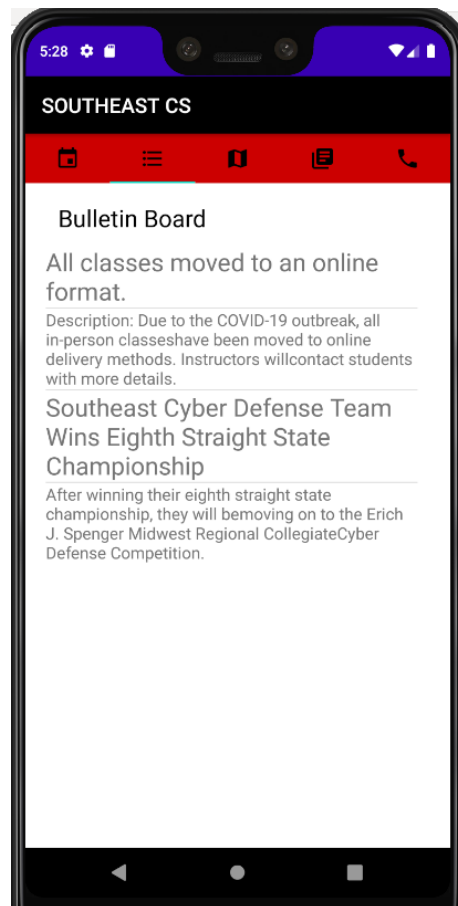 5:28
SOUTHEAST CS
Bulletin Board
All classes moved to an online
format.
Description: Due to the COVID-19 outbreak, all
in-person classeshave been moved to online
delivery methods. Instructors willcontact students
with more details.
Southeast Cyber Defense Team
Wins Eighth Straight State
Championship
After winning their eighth straight state
championship, they will bemoving on to the Erich
J. Spenger Midwest Regional CollegiateCyber
Defense Competition.